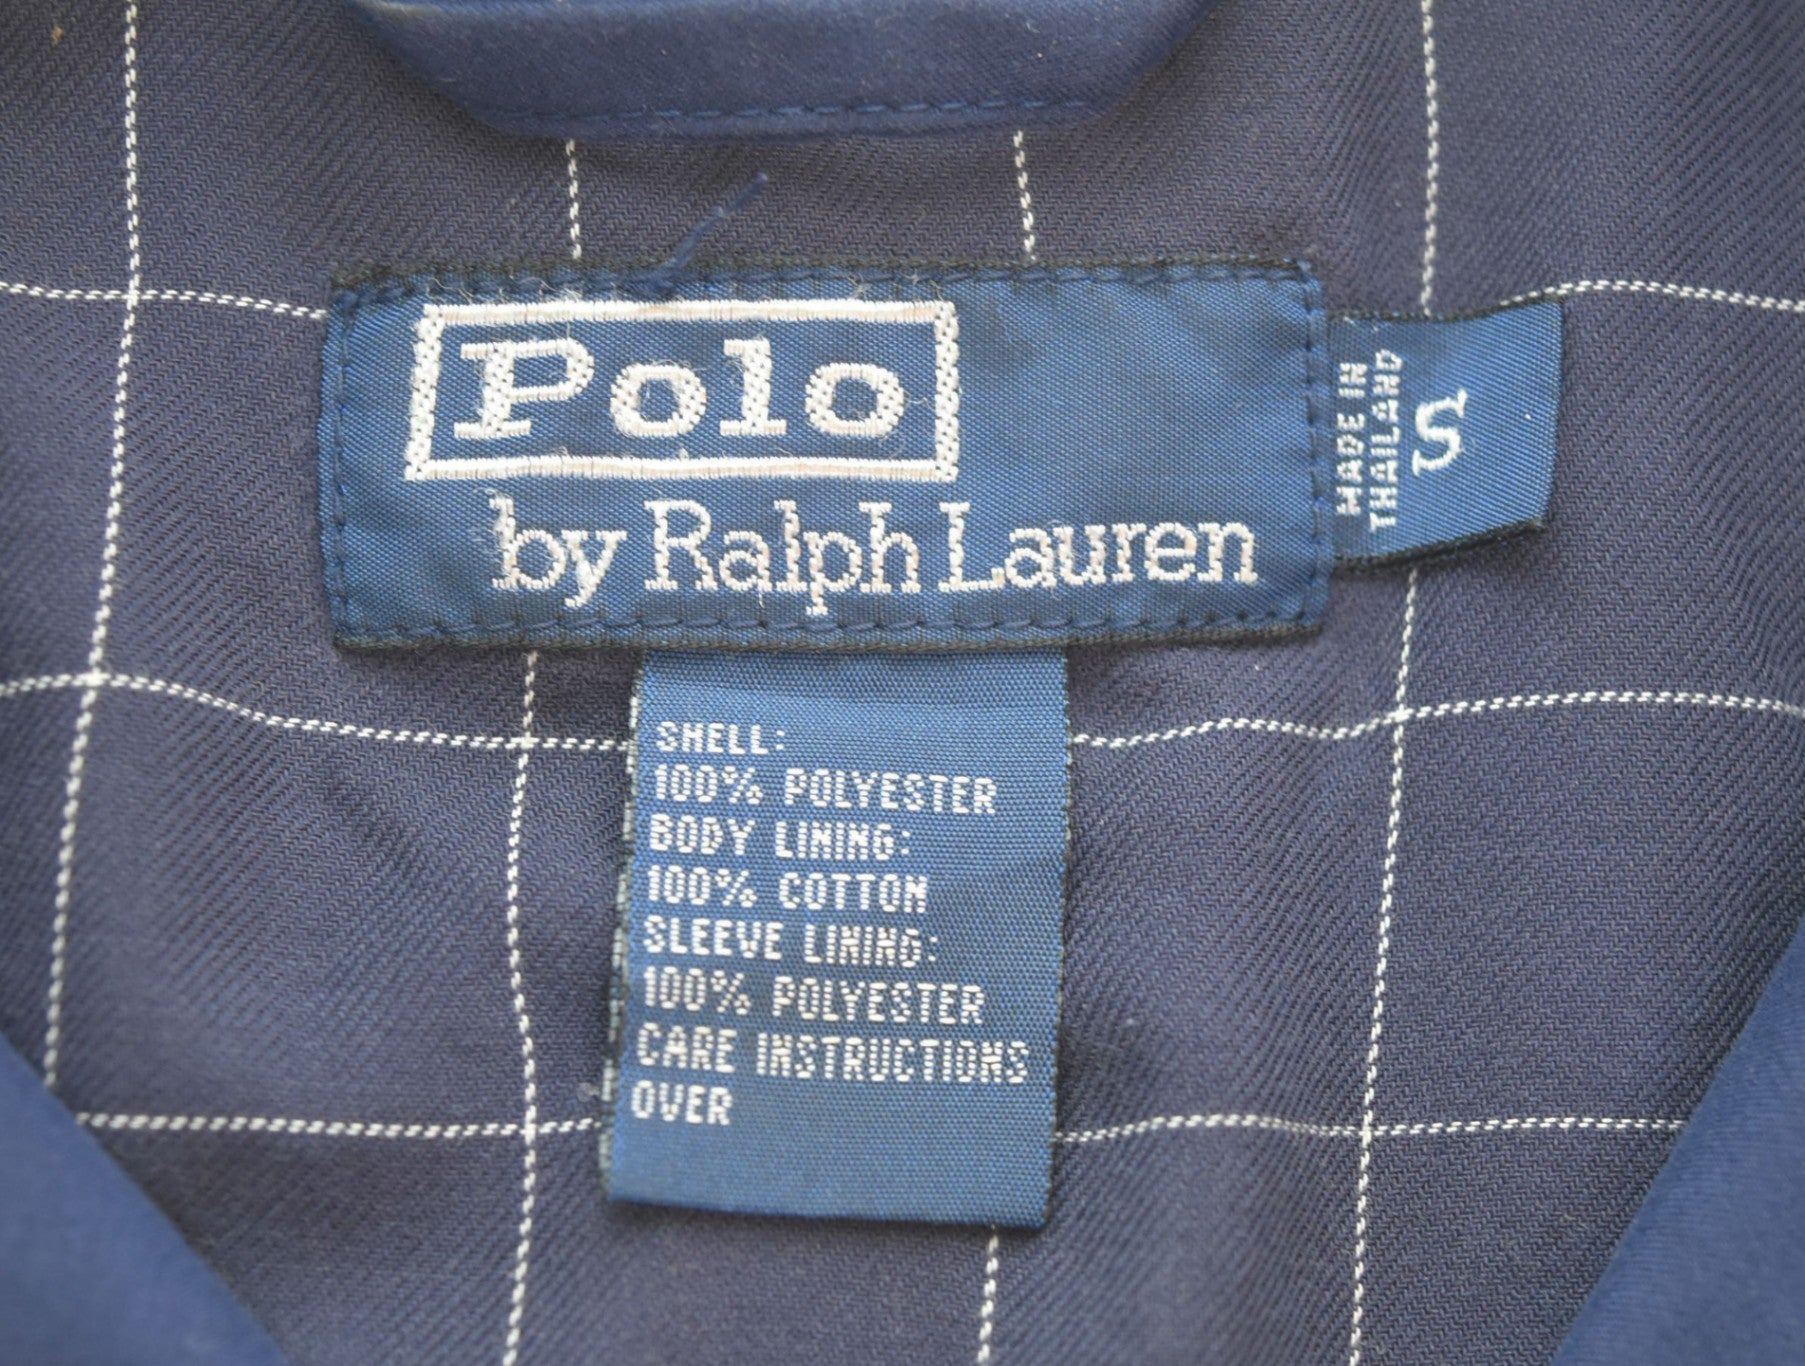 Polo
by Ralph Lauren
MADE IN
THAILAND
S
SHELL:
100% POLYESTER
BODY LINING:
100% COTTON
SLEEVE LINING:
100% POLYESTER
CARE INSTRUCTIONS
OVER